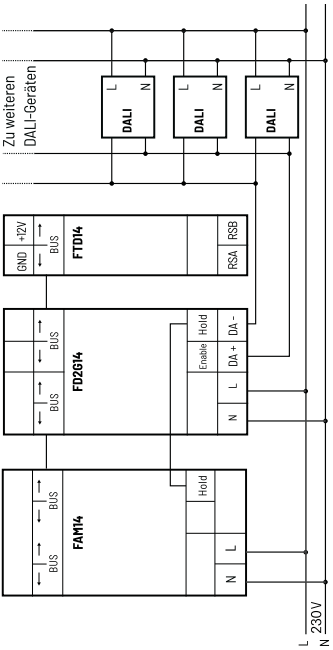 Zu weiteren
DALI-Geräten
L
N
DALI
L
N
DALI
L
N
DALI
GND
+12V
BUS
FTD14
RSA
RSB
BUS
BUS
FD2G14
Enable
Hold
N
L
DA +
DA -
BUS
BUS
FAM14
Hold
N
L
L
230V
N